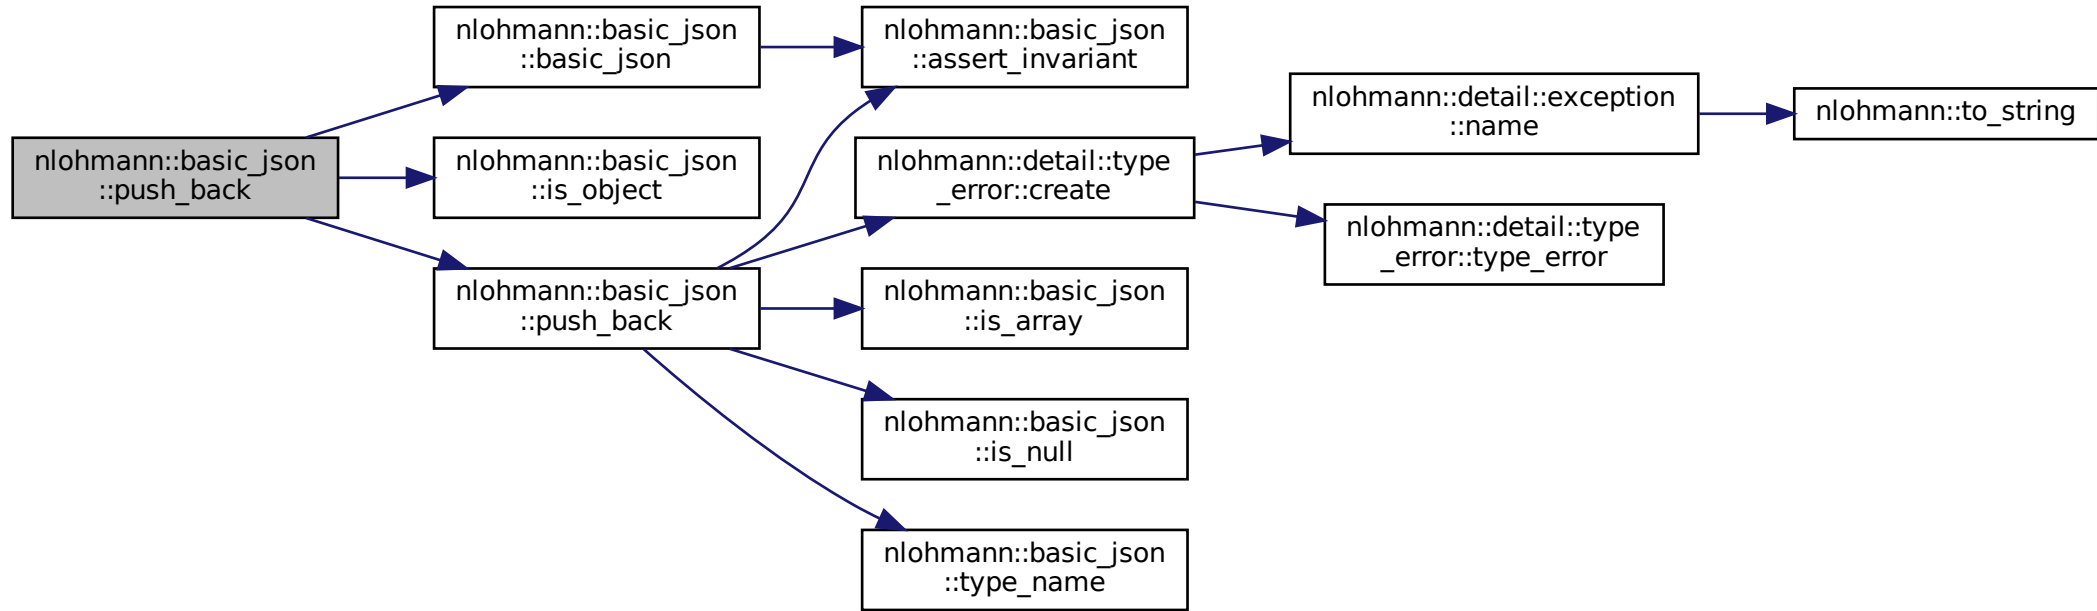 nlohmann::basic_json
::push_back
nlohmann::basic_json
::basic_json
nlohmann::basic_json
::is_object
nlohmann::basic_json
::push_back
nlohmann::basic_json
::assert_invariant
nlohmann::detail::type
_error::create
nlohmann::basic_json
::is_array
nlohmann::basic_json
::is_null
nlohmann::basic_json
::type_name
nlohmann::detail::exception
::name
nlohmann::detail::type
_error::type_error
nlohmann::to_string